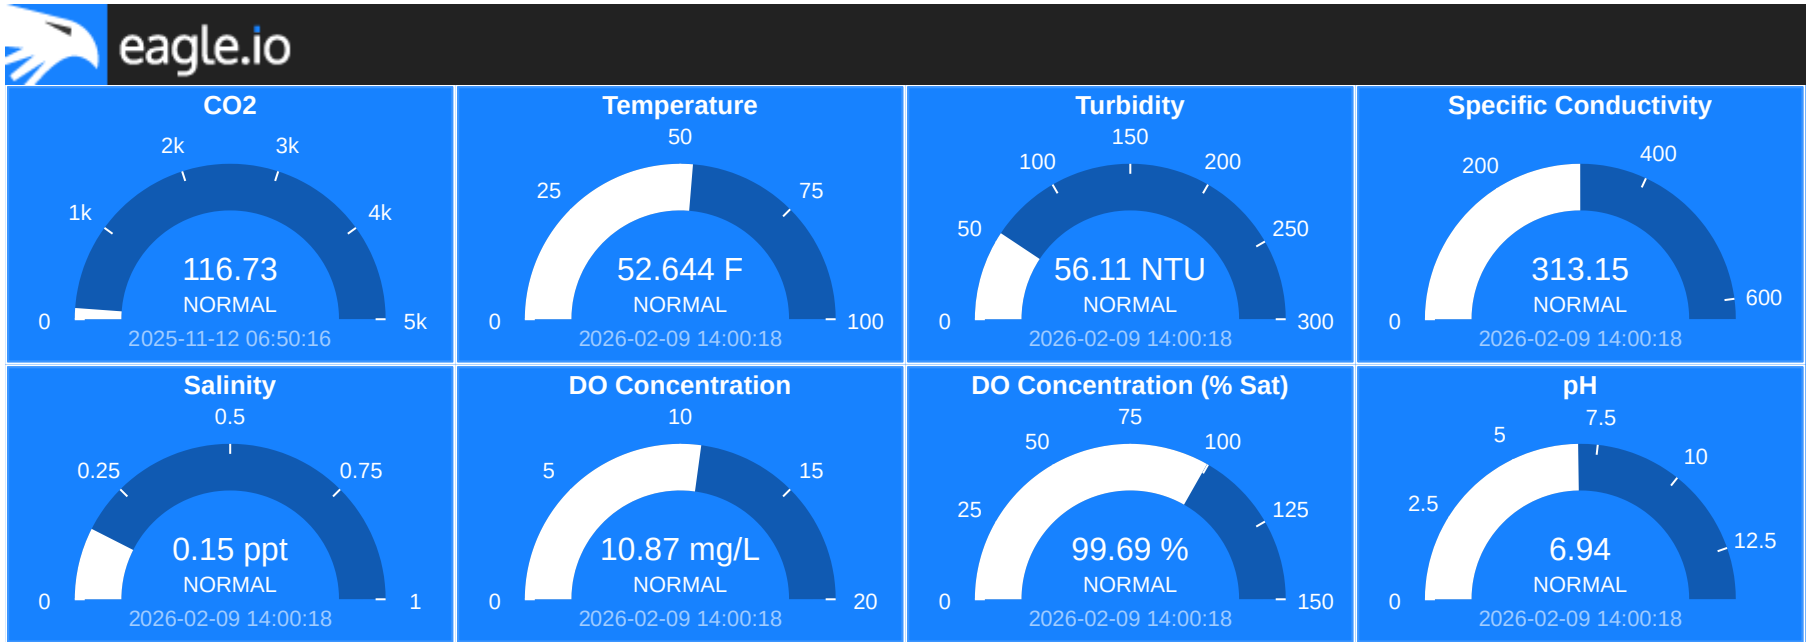 eagle.io
CO2
0
1k
2k
3k
4k
5k
116.73
NORMAL
2025-11-12 06:50:16
Temperature
0
25
50
75
100
52.644 F
NORMAL
2026-02-09 14:00:18
Turbidity
0
50
100
150
200
250
300
56.11 NTU
NORMAL
2026-02-09 14:00:18
Specific Conductivity
0
200
400
600
313.15
NORMAL
2026-02-09 14:00:18
Salinity
0
0.25
0.5
0.75
1
0.15 ppt
NORMAL
2026-02-09 14:00:18
DO Concentration
0
5
10
15
20
10.87 mg/L
NORMAL
2026-02-09 14:00:18
DO Concentration (% Sat)
0
25
50
75
100
125
150
99.69 %
NORMAL
2026-02-09 14:00:18
pH
0
2.5
5
7.5
10
12.5
6.94
NORMAL
2026-02-09 14:00:18